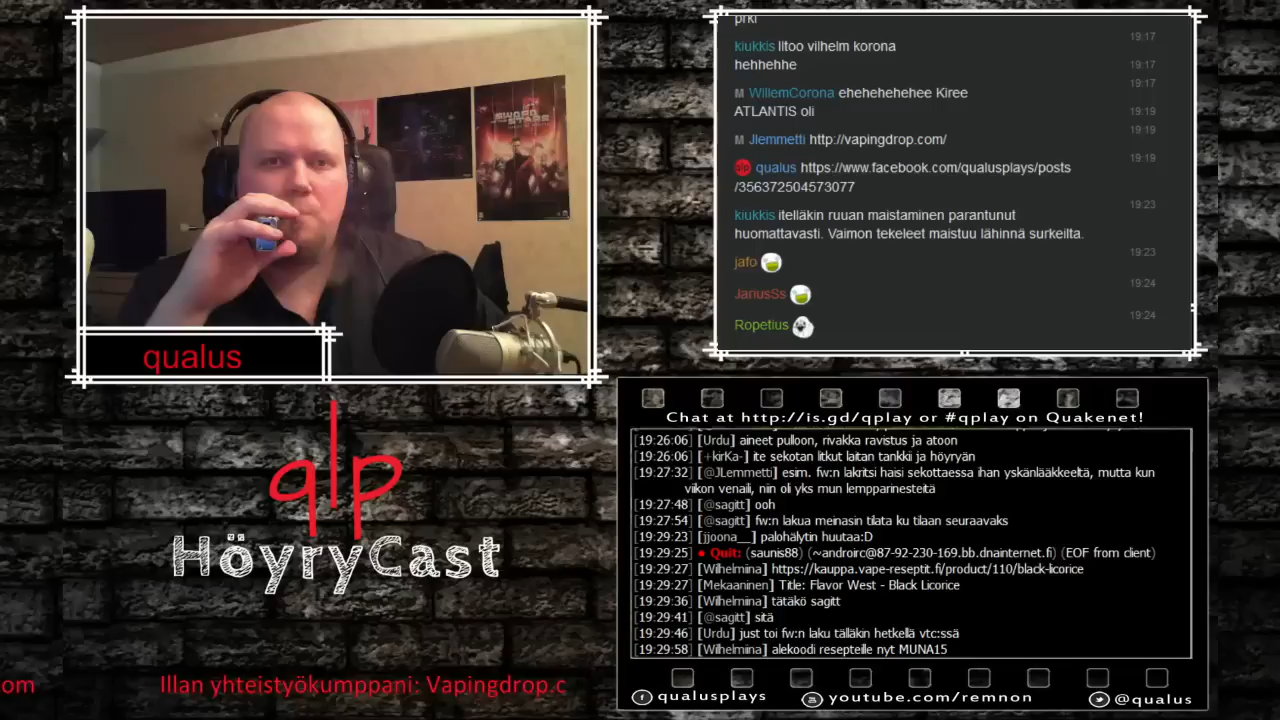 SWORD
STARS
qualus
prki
19:17
kiukkis Iltoo vilhelm korona
hehhehhe 19:17
19:17
M WillemCorona ehehehehehee Kiree
ATLANTIS oli 19:19
19:19
M Jlemmetti http://vapingdrop.com/
19:19
qlp qualus https://www.facebook.com/qualusplays/posts
/356372504573077
19:23
kiukkis itelläkin ruuan maistaminen parantunut
huomattavasti. Vaimon tekeleet maistuu lähinnä surkeilta.
19:23
jafo
19:24
JanusSs
19:24
Ropetius
Chat at http://is.gd/qplay or #qplay on Quakenet!
[19:26:06] [Urdu] aineet pulloon, rivakka ravistus ja atoon
[19:26:06] [+kirKa-] ite sekotan litkut laitan tankkii ja höyryän
[19:27:32] [@JLemmetti] esim. fw:n lakritsi haisi sekottaessa ihan yskänlääkkeeltä, mutta kun
viikon venaili, nin oli yks mun lempparinesteitä
[19:27:48] [@sagitt] ooh
[19:27:54] [@sagitt] fw:n lakua meinasin tilata ku tilaan seuraavaks
[19:29:23] [jjoona__] palohälytin huutaa:D
[19:29:25] ● Quit: (saunis88) (~androirc@87-92-230-169.bb.dnainternet.fi) (EOF from client)
[19:29:27] [Wilhelmina] https://kauppa.vape-reseptit.fi/product/110/black-licorice
[19:29:27] [Mekaaninen] Title: Flavor West - Black Licorice
[19:29:36] [Wilhelmina] tätäkö sagitt
[19:29:41] [@sagitt] sitä
[19:29:46] [Urdu] just toi fw:n laku tälläkin hetkellä vtc:ssä
[19:29:58] [Wilhelmina] alekoodi resepteille nyt MUNA15
qualusplays youtube.com/remnon @qualus
qlp
HöyryCast
om Illan yhteistyökumppani: Vapingdrop.c